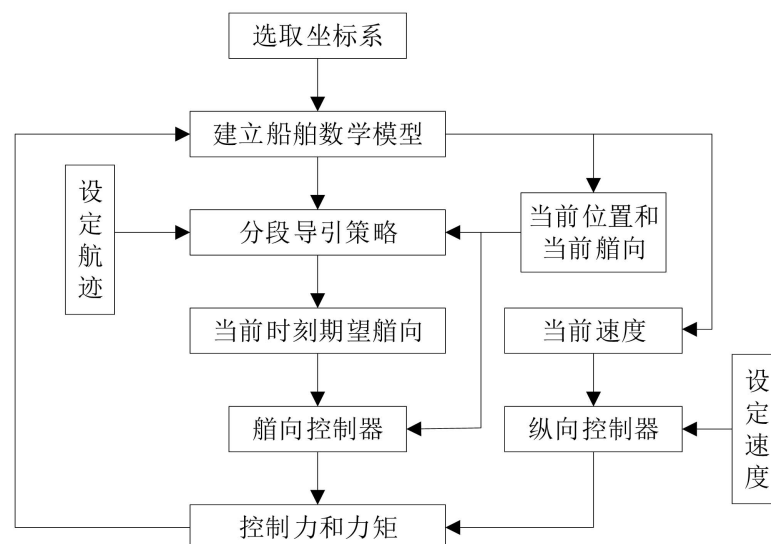 选取坐标系
建立船舶数学模型
设定航迹
分段导引策略
当前位置和
当前艏向
当前时刻期望艏向
当前速度
设定速度
艏向控制器
纵向控制器
控制力和力矩